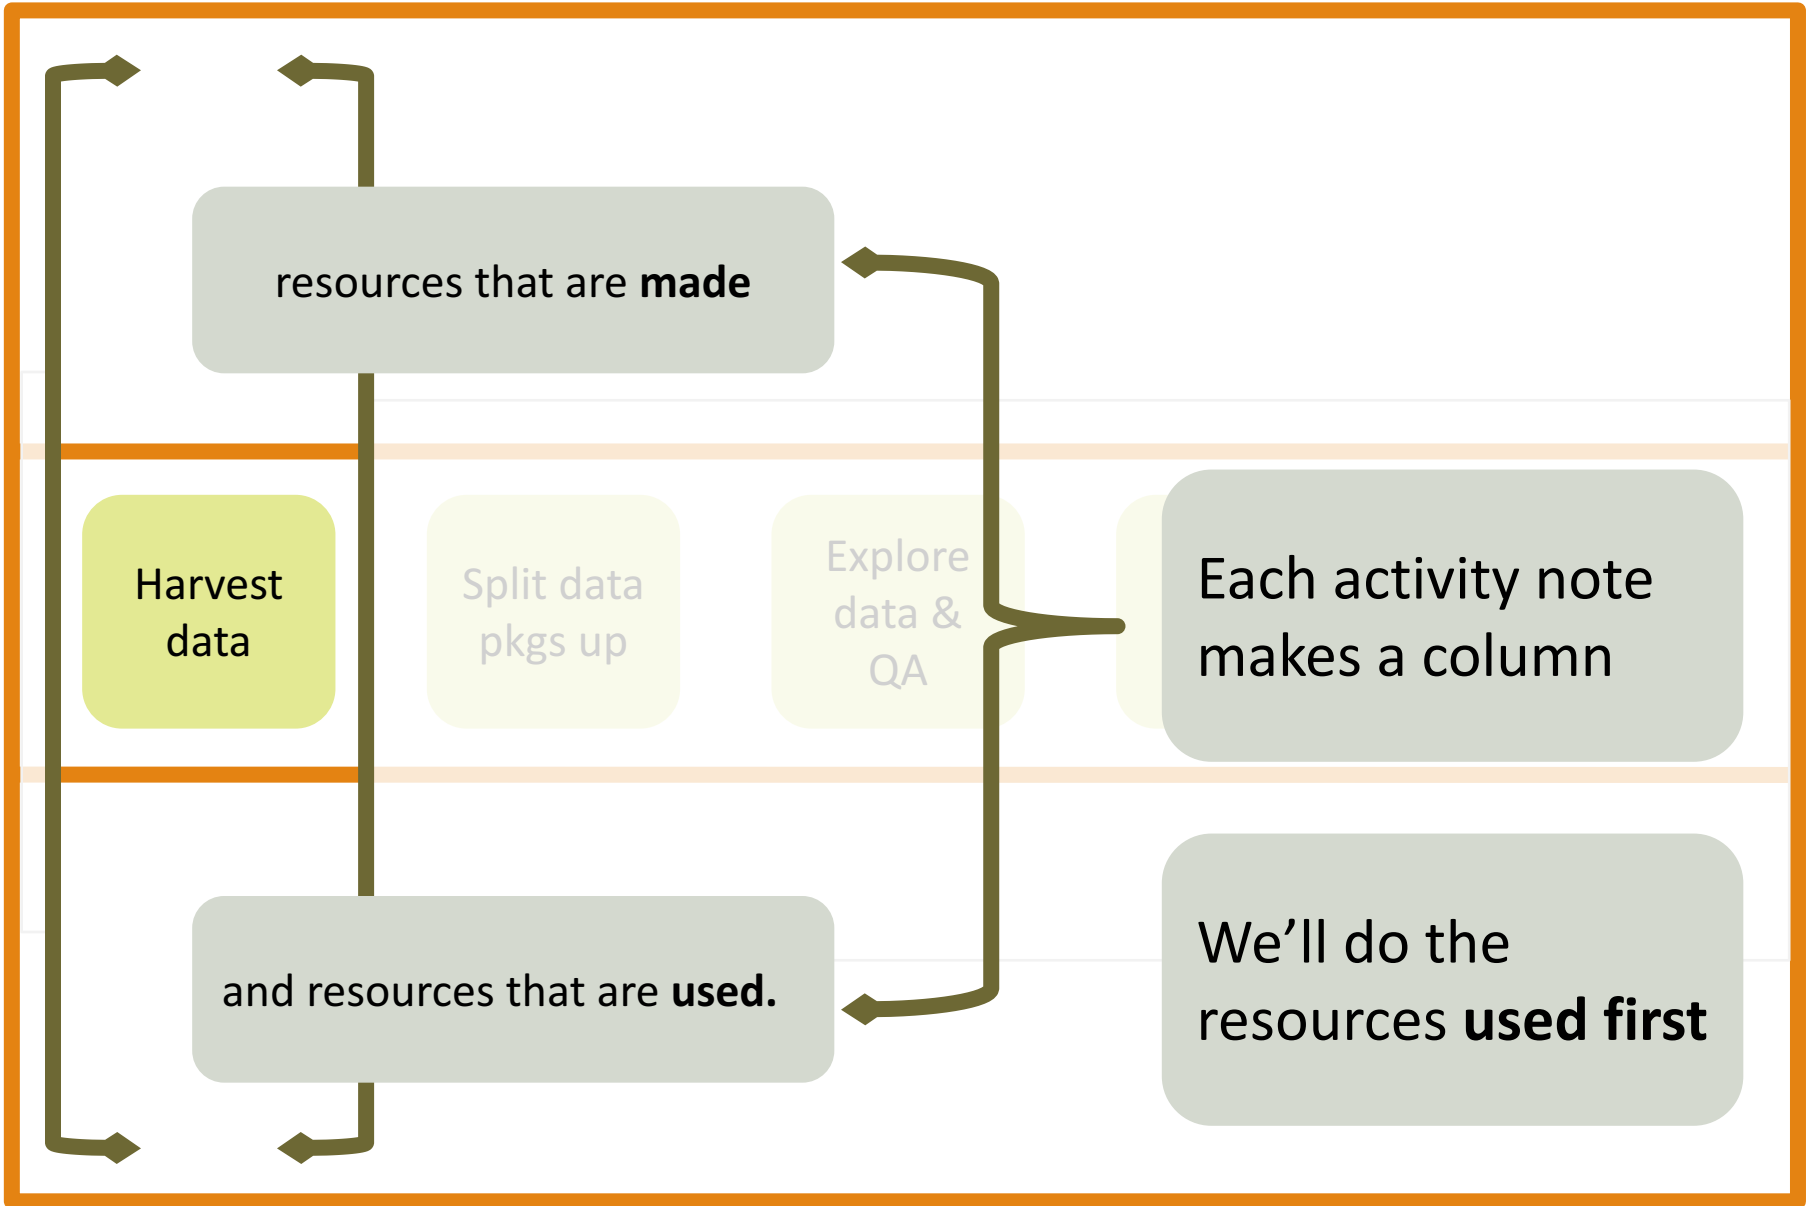 resources that are made
Harvest
data
Split data
pkgs up
Explore
data &
QA
Each activity note
makes a column
and resources that are used.
We’ll do the
resources used first